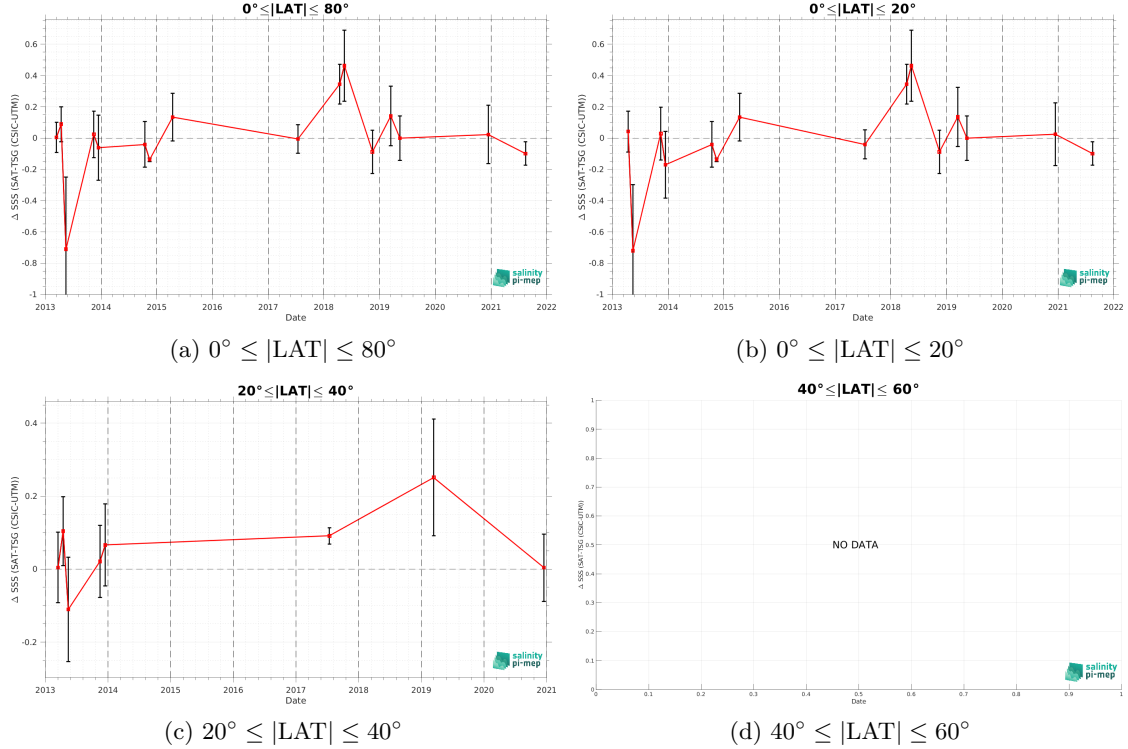 0°≤|LAT|≤ 80°
Δ SSS (SAT-TSG (CSIC-UTM))
0.6
0.4
0.2
0
-0.2
-0.4
-0.6
-0.8
-1
2013 2014 2015 2016 2017 2018 2019 2020 2021 2022
Date
salinity
pi-mep
(a) 0° ≤ |LAT| ≤ 80°
0°≤|LAT|≤ 20°
Δ SSS (SAT-TSG (CSIC-UTM))
0.6
0.4
0.2
0
-0.2
-0.4
-0.6
-0.8
-1
2013 2014 2015 2016 2017 2018 2019 2020 2021 2022
Date
salinity
pi-mep
(b) 0° ≤ |LAT| ≤ 20°
20°≤|LAT|≤ 40°
Δ SSS (SAT-TSG (CSIC-UTM))
0.4
0.2
0
-0.2
2013 2014 2015 2016 2017 2018 2019 2020 2021
Date
salinity
pi-mep
(c) 20° ≤ |LAT| ≤ 40°
40°≤|LAT|≤ 60°
Δ SSS (SAT-TSG (CSIC-UTM))
1
0.9
0.8
0.7
0.6
0.5
0.4
0.3
0.2
0.1
0
NO DATA
0 0.1 0.2 0.3 0.4 0.5 0.6 0.7 0.8 0.9 1
Date
salinity
pi-mep
(d) 40° ≤ |LAT| ≤ 60°